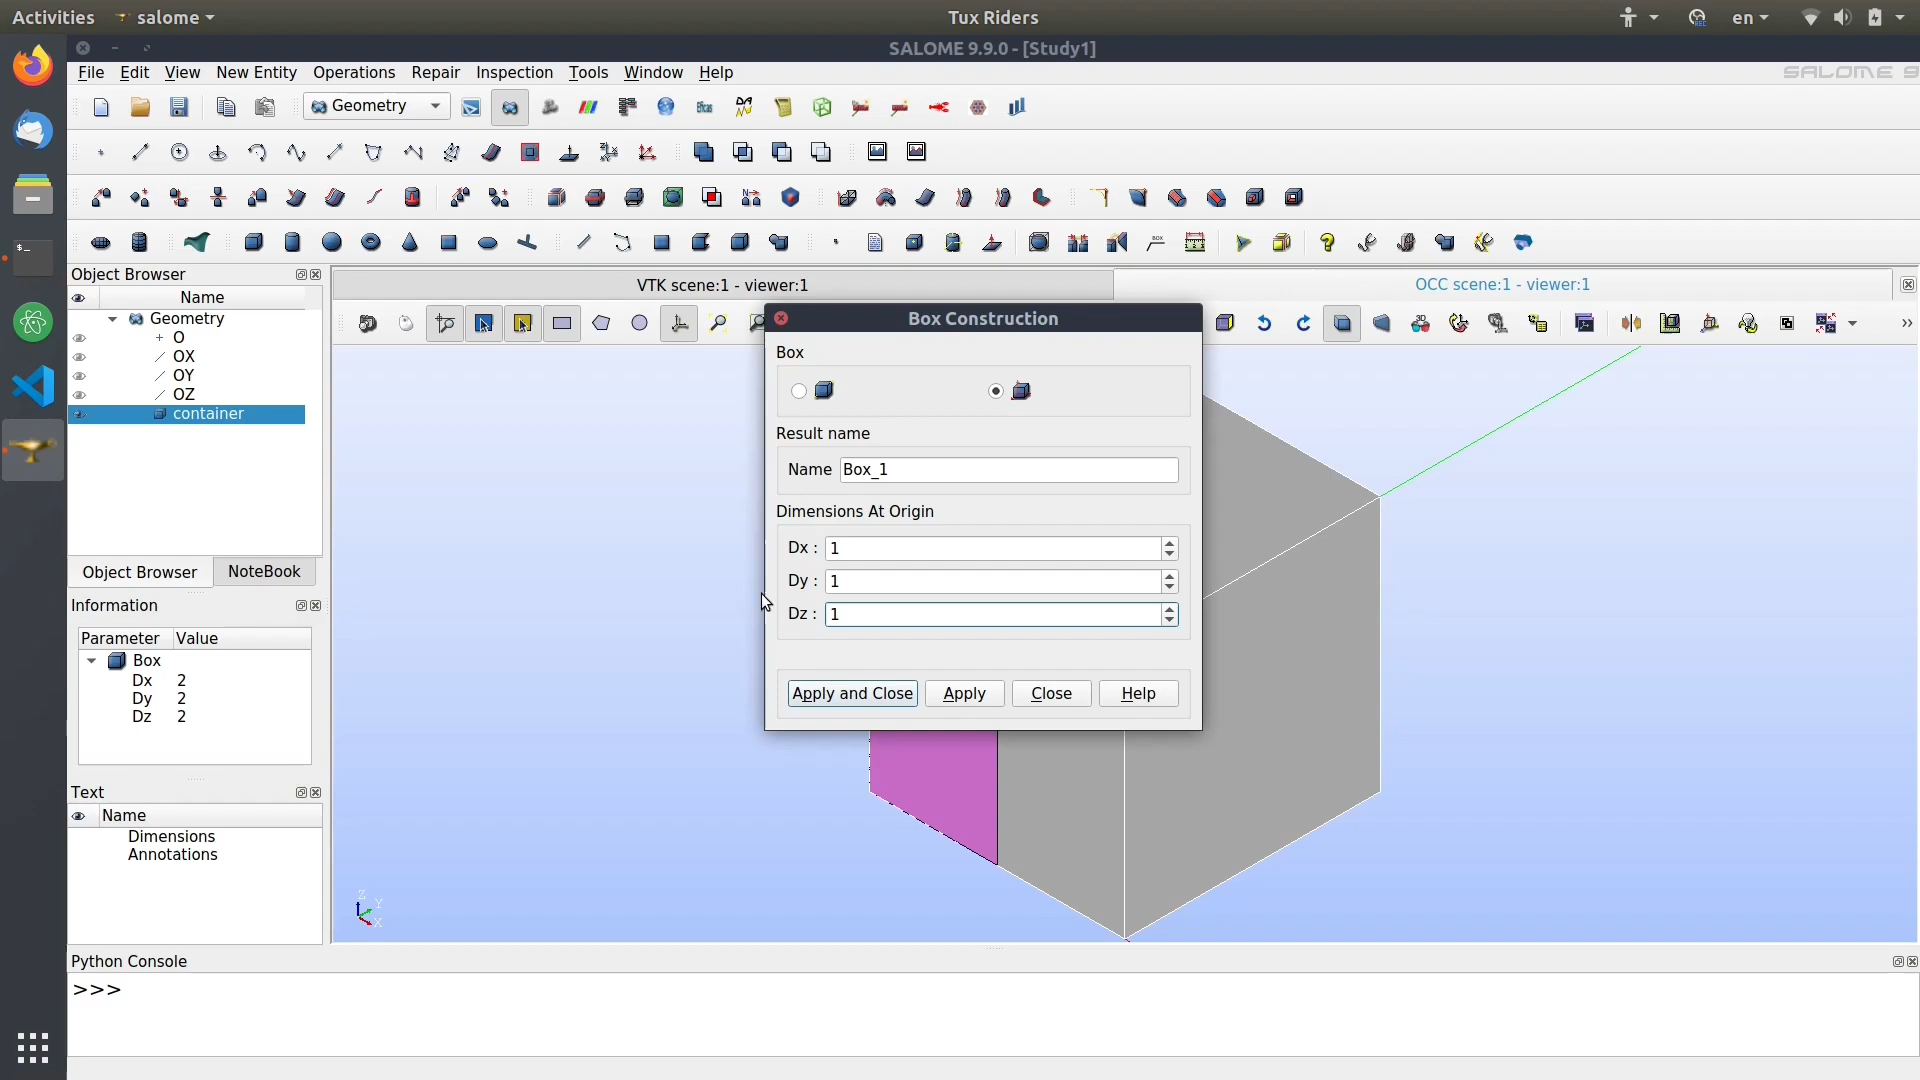 Activities
salome
Tux Riders
en
SALOME 9.9.0 - [Study1]
File Edit View New Entity Operations Repair Inspection Tools Window Help
SALOME 9
Geometry
Object Browser
Name
Geometry
O
OX
OY
OZ
container
Object Browser
NoteBook
Information
Parameter Value
Box
Dx 2
Dy 2
Dz 2
Text
Name
Dimensions
Annotations
VTK scene:1 - viewer:1
OCC scene:1 - viewer:1
Box Construction
Box
Result name
Name Box_1
Dimensions At Origin
Dx : 1
Dy : 1
Dz : 1
Apply and Close
Apply
Close
Help
Z
Y
X
Python Console
>>>